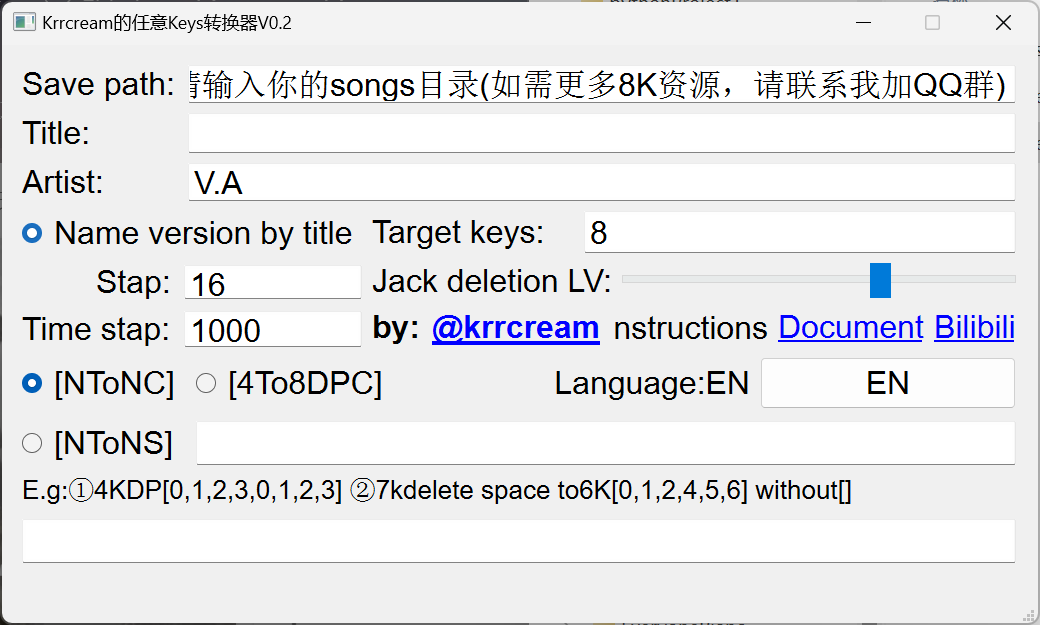 Krrcream的任意Keys转换器V0.2
Save path: 请输入你的songs目录(如需更多8K资源，请联系我加QQ群)
Title:
Artist: V.A
Name version by title Target keys: 8
Stap: 16 Jack deletion LV:
Time stap: 1000 by: @krrcream nstructions Document Bilibili
[NToNC] [4To8DPC] Language:EN EN
[NToNS]
E.g:①4KDP[0,1,2,3,0,1,2,3] ②7kdelete space to6K[0,1,2,4,5,6] without[]